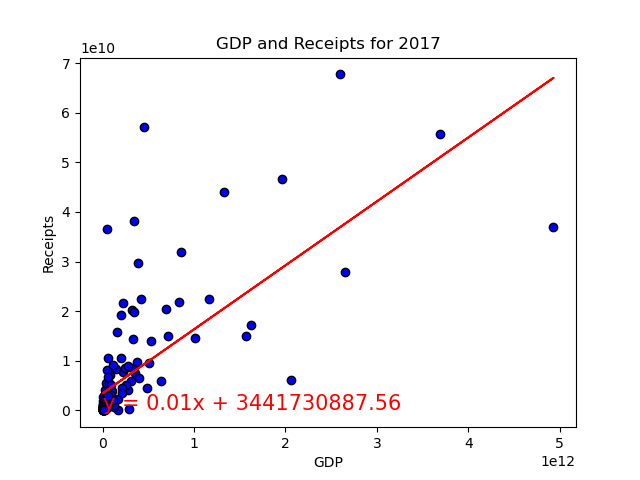 GDP and Receipts for 2017
1e10
7
6
5
4
3
2
1
0
Receipts
y = 0.01x + 3441730887.56
0 1 2 3 4 5
1e12
GDP